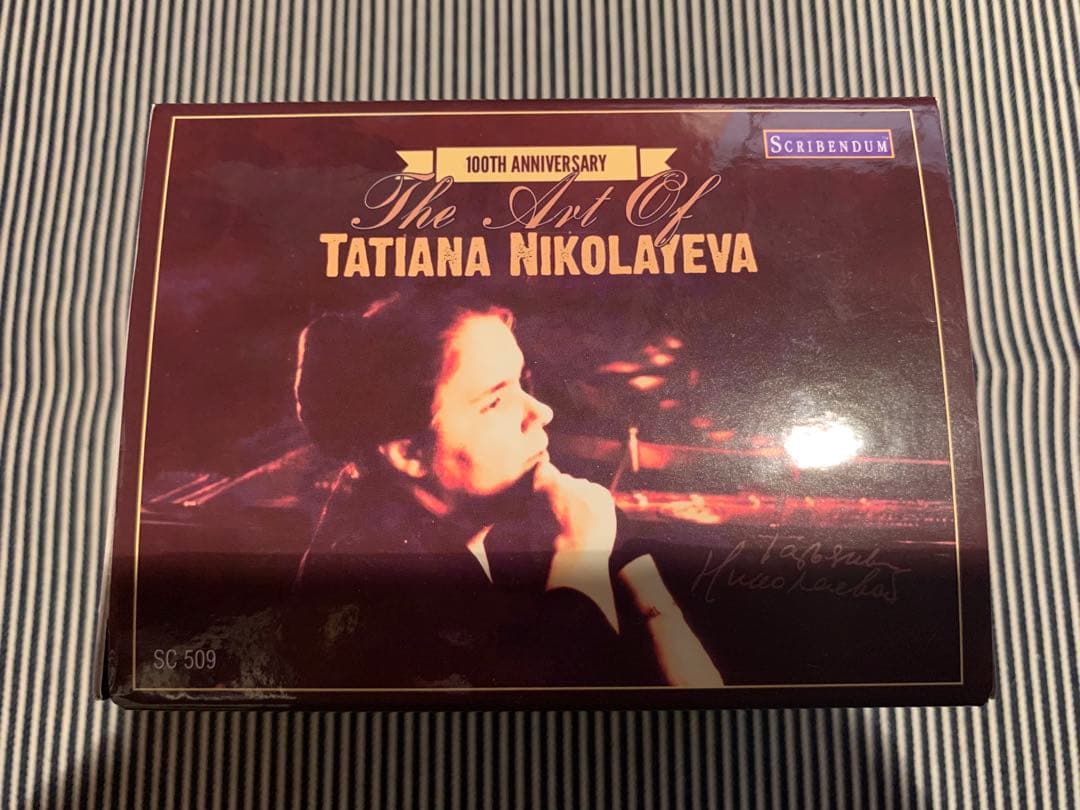 100TH ANNIVERSARY
SCRIBENDUM
The Art Of
TATIANA NIKOLAYEVA
SC 509